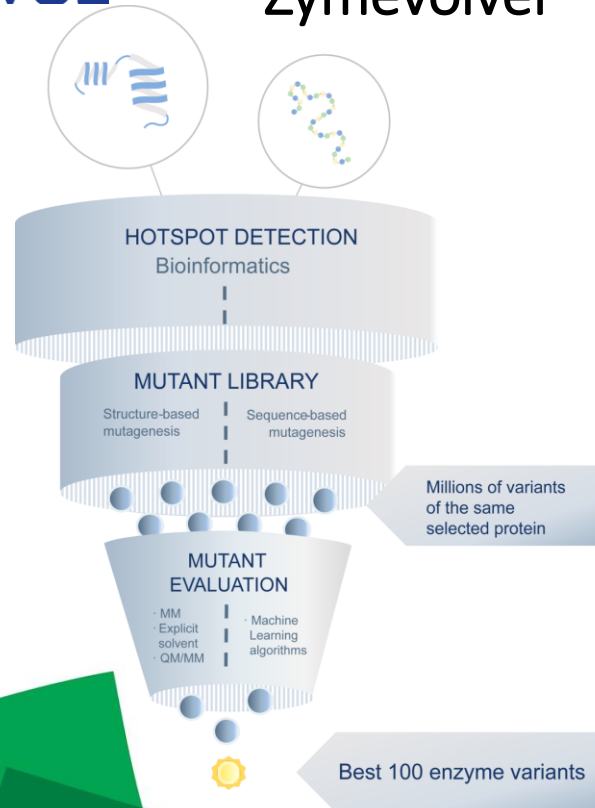 Zymevolver
HOTSPOT DETECTION
Bioinformatics
MUTANT LIBRARY
Structure-based
mutagenesis
Sequence-based
mutagenesis
Millions of variants
of the same
selected protein
MUTANT
EVALUATION
· MM
· Explicit
solvent
· QM/MM
· Machine
Learning
algorithms
Best 100 enzyme variants